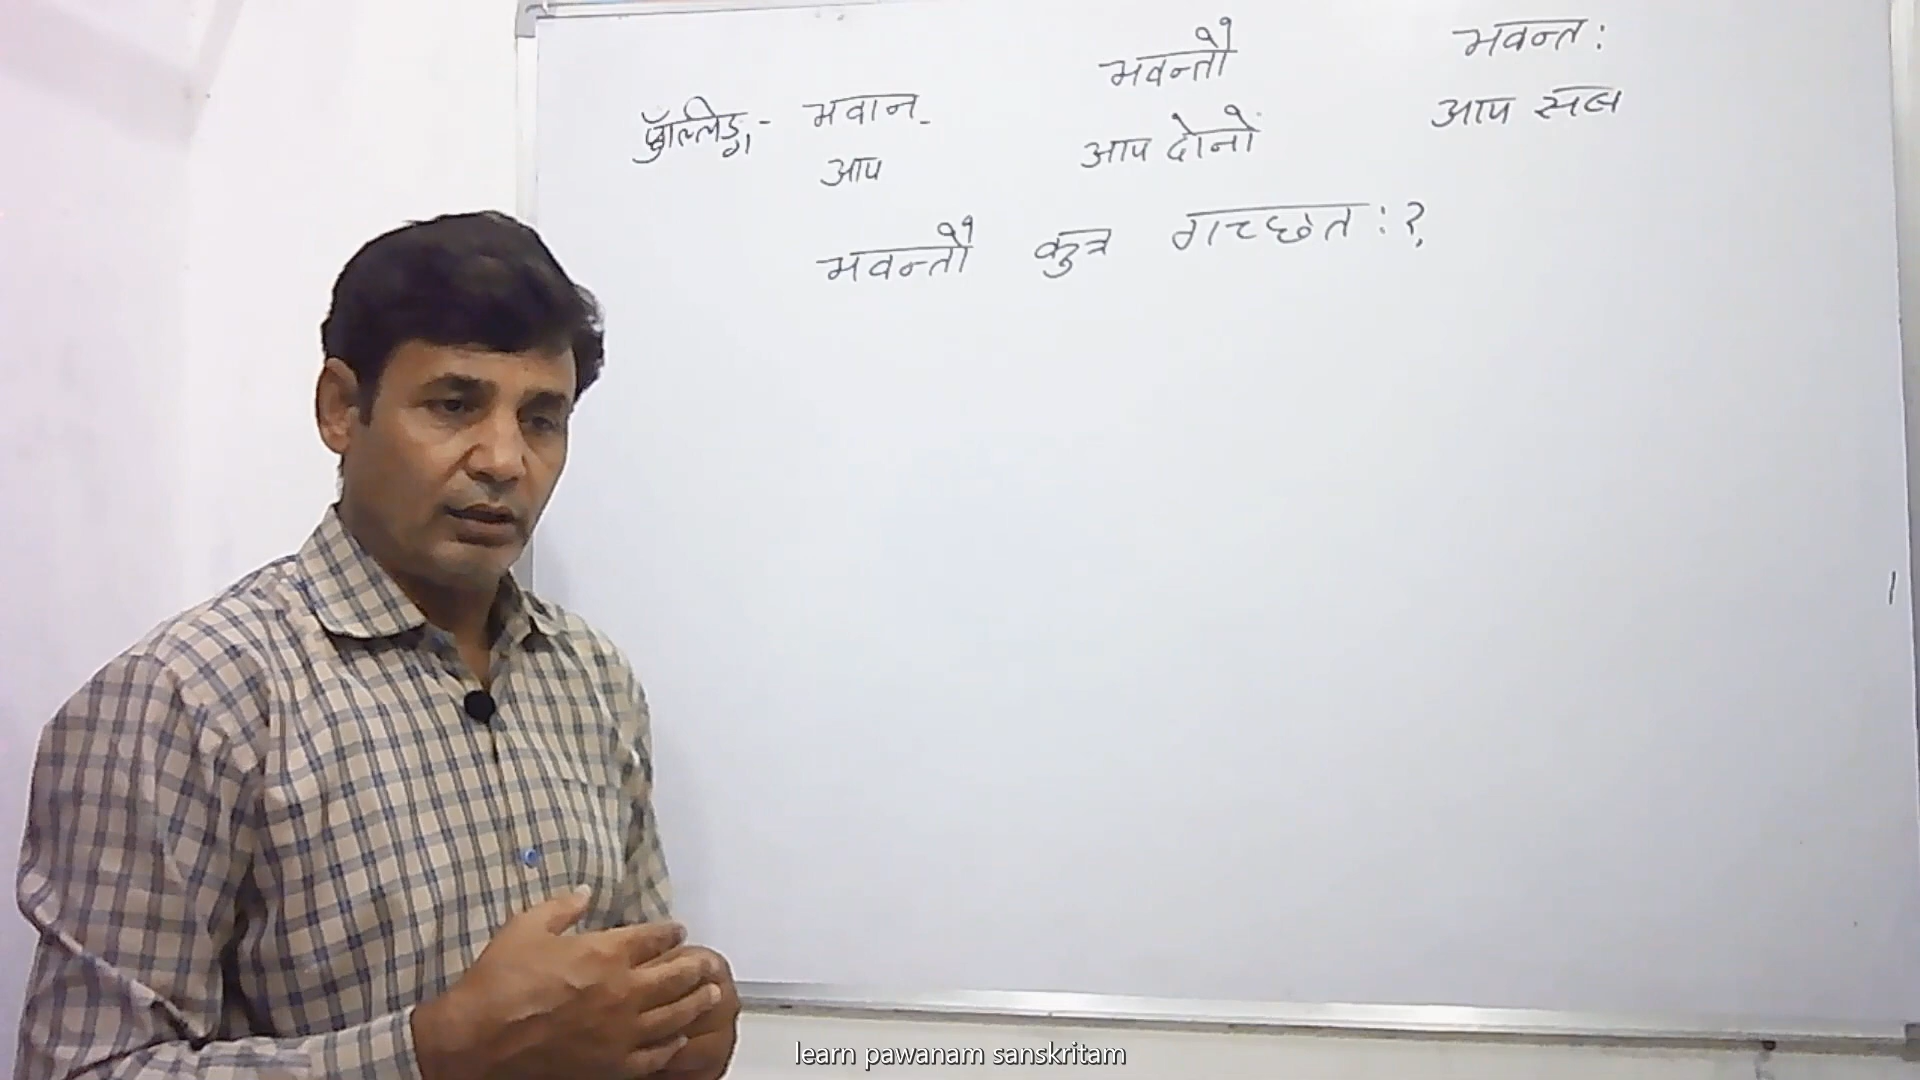 पुँल्लिङ्ग - भवान् भवन्तौ भवन्तः
आप आप दोनों आप सब
भवन्तौ कुत्र गच्छतः?
learn pawanam sanskritam